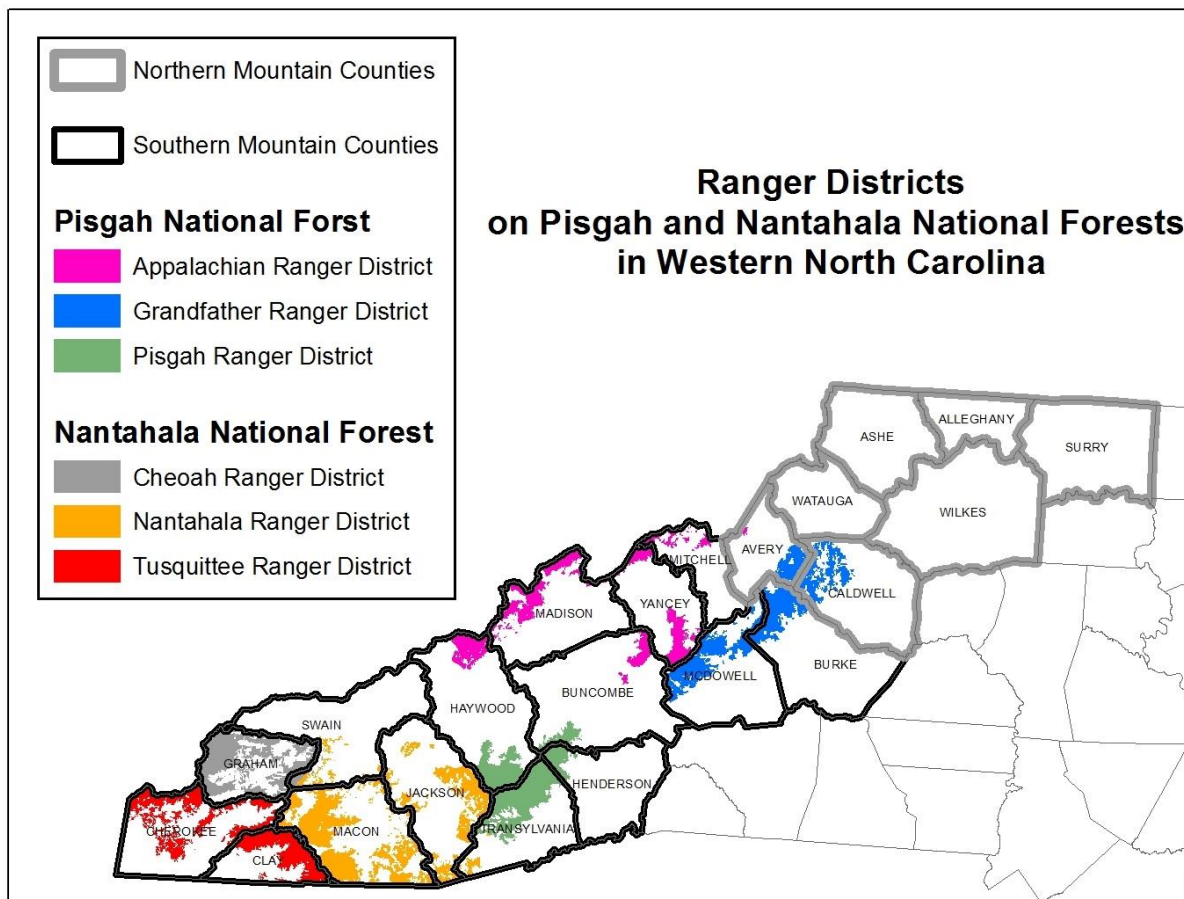 Northern Mountain Counties
Southern Mountain Counties
Pisgah National Forst
Appalachian Ranger District
Grandfather Ranger District
Pisgah Ranger District
Nantahala National Forest
Cheoah Ranger District
Nantahala Ranger District
Tusquittee Ranger District
Ranger Districts
on Pisgah and Nantahala National Forests
in Western North Carolina
ALLEGHANY
ASHE
SURRY
WATAUGA
WILKES
AVERY
MITCHELL
CALDWELL
YANCEY
MADISON
BURKE
MCDOWELL
BUNCOMBE
HAYWOOD
SWAIN
GRAHAM
HENDERSON
JACKSON
TRANSYLVANIA
CHEROKEE
MACON
CLAY